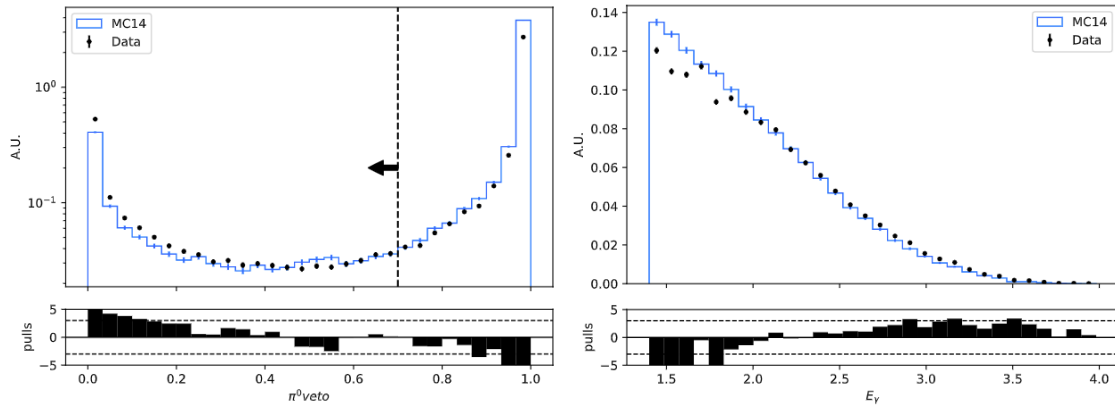 MC14
Data
A.U.
10⁰
10⁻¹
pulls
5
0
−5
0.0 0.2 0.4 0.6 0.8 1.0
π⁰veto
MC14
Data
A.U.
0.14
0.12
0.10
0.08
0.06
0.04
0.02
0.00
pulls
5
0
−5
1.5 2.0 2.5 3.0 3.5 4.0
Eγ